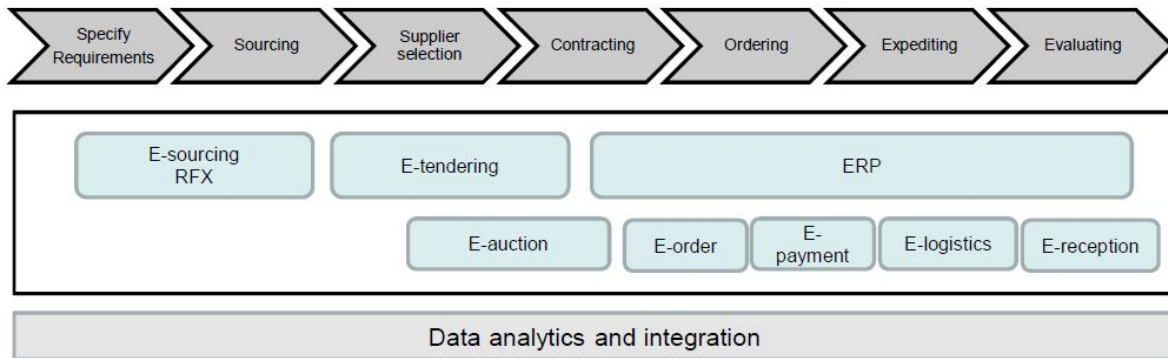 Specify
Requirements
Sourcing
Supplier
selection
Contracting
Ordering
Expediting
Evaluating
E-sourcing
RFX
E-tendering
ERP
E-auction
E-order
E-
payment
E-logistics
E-reception
Data analytics and integration